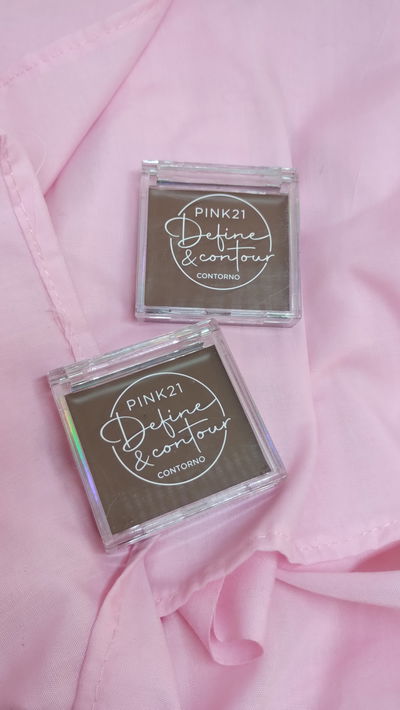 PINK21
Define
& contour
CONTORNO
PINK21
Define
& contour
CONTORNO